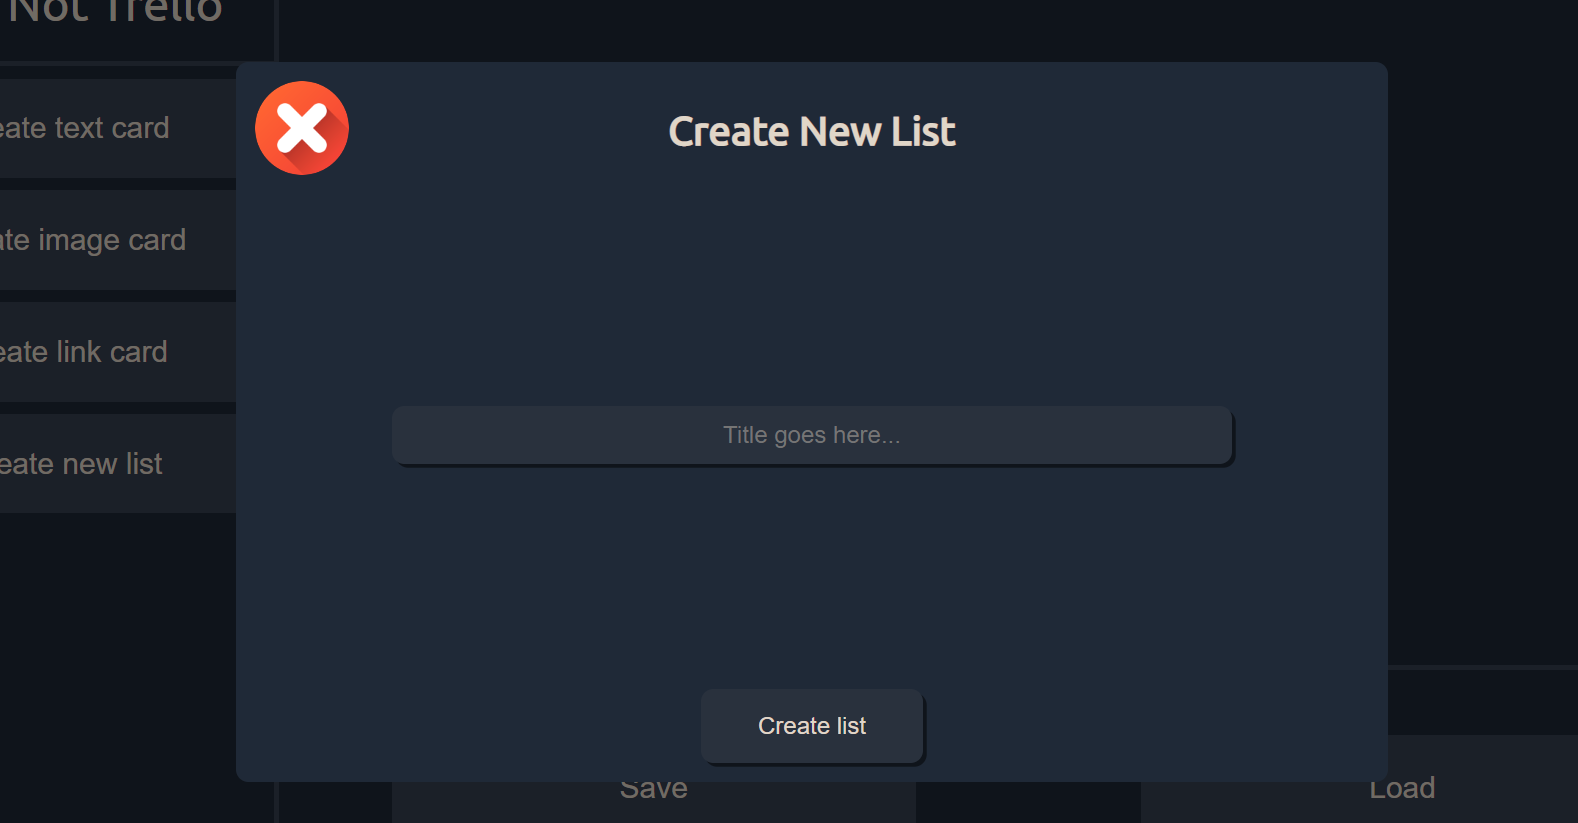 Not Trello
eate text card
ate image card
eate link card
eate new list
Create New List
Title goes here...
Create list
Save
Load